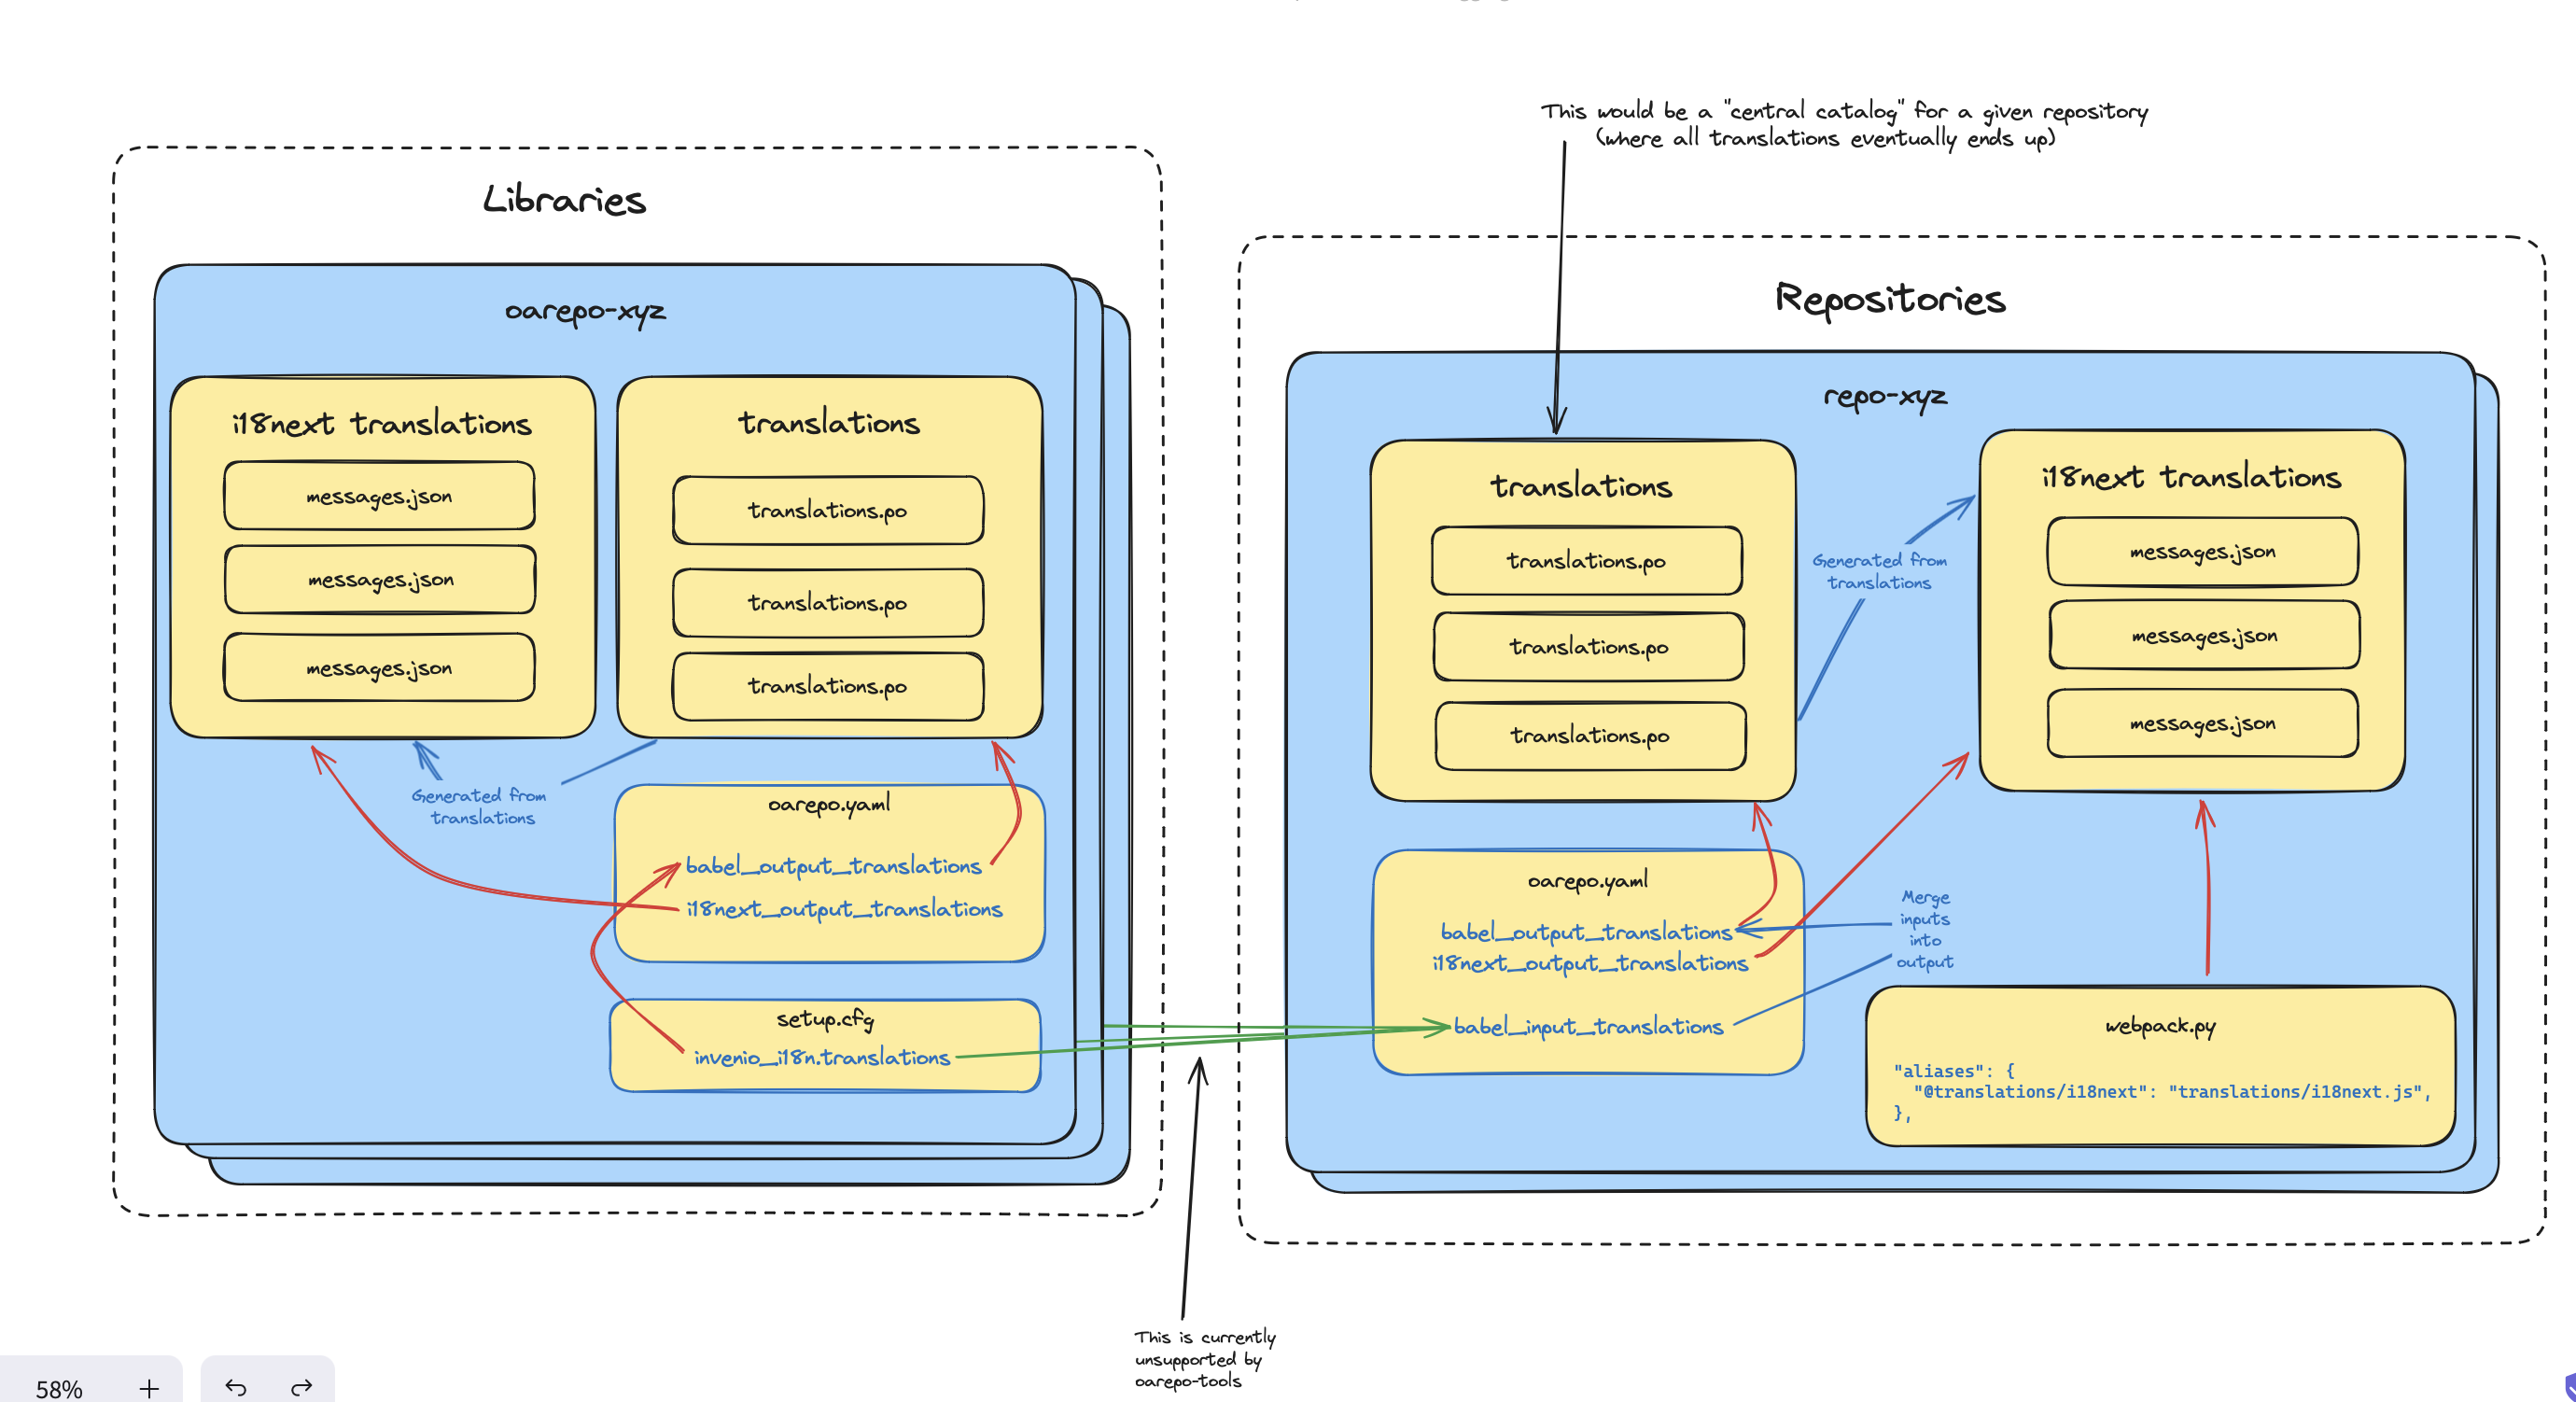 This would be a "central catalog" for a given repository
(where all translations eventually ends up)
Libraries
oarepo-xyz
i18next translations
messages.json
messages.json
messages.json
translations
translations.po
translations.po
translations.po
Generated from
translations
oarepo.yaml
babel_output_translations
i18next_output_translations
setup.cfg
invenio_i18n.translations
Repositories
repo-xyz
translations
translations.po
translations.po
translations.po
Generated from
translations
i18next translations
messages.json
messages.json
messages.json
oarepo.yaml
babel_output_translations
i18next_output_translations
babel_input_translations
Merge
inputs
into
output
webpack.py
"aliases": {
"@translations/i18next": "translations/i18next.js",
},
This is currently
unsupported by
oarepo-tools
58%